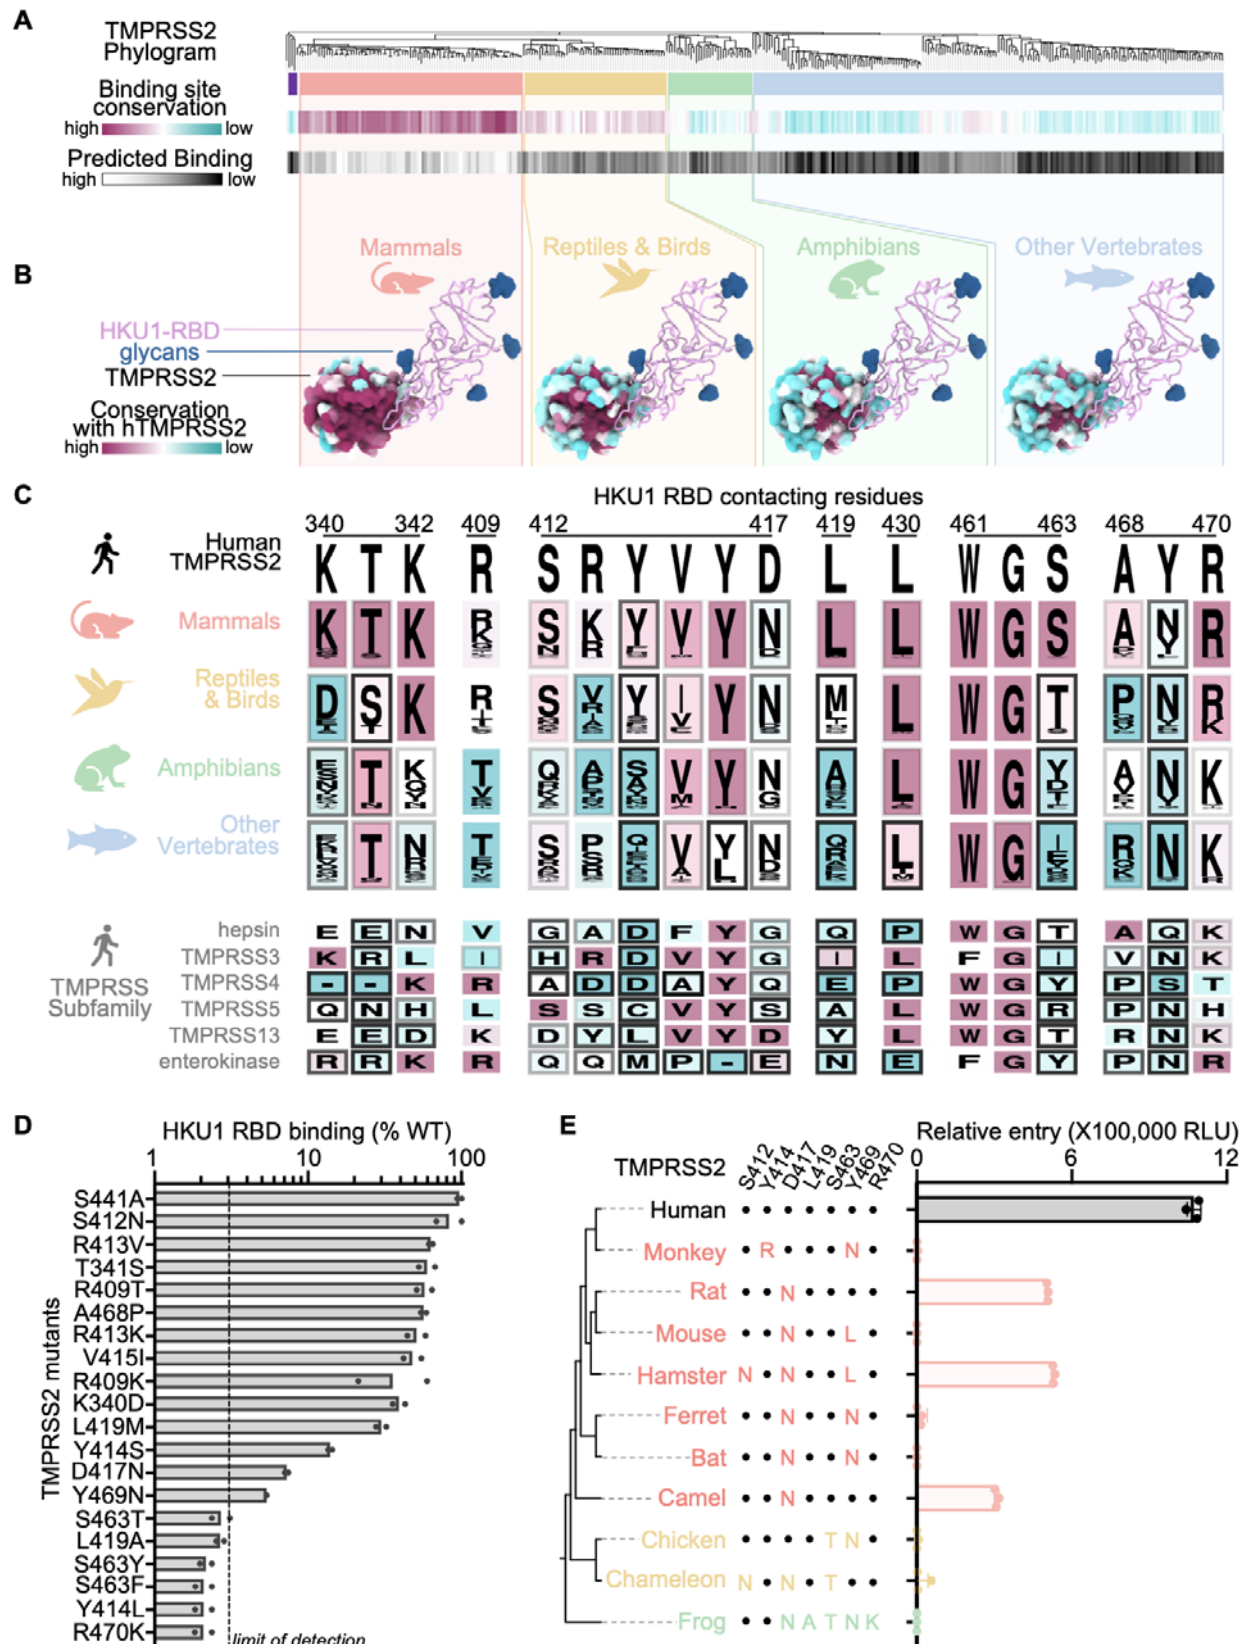 A
TMPRSS2
Phylogram
Binding site
conservation
high low
Predicted Binding
high low
Mammals
Reptiles & Birds
Amphibians
Other Vertebrates
B
HKU1-RBD
glycans
TMPRSS2
Conservation
with hTMPRSS2
high low
C
HKU1 RBD contacting residues
340 342 409 412 417 419 430 461 463 468 470
Human
TMPRSS2
K T K R S R Y V Y D L L W G S A Y R
Mammals
K T K R S K Y V Y N L L W G S A N R
Reptiles
& Birds
D S K R S V Y I Y N M L W G T P N R
Amphibians
T K T Q A S V Y N A L W G Y A N K
Other
Vertebrates
T N T S P V Y N L W G R N K
TMPRSS
Subfamily
hepsin E E N V G A D F Y G Q P W G T A Q K
TMPRSS3 K R L I H R D V Y G I L F G I V N K
TMPRSS4 - - K R A D D A Y Q E P W G Y P S T
TMPRSS5 Q N H L S S C V Y S A L W G R P N H
TMPRSS13 E E D K D Y L V Y D Y L W G T R N K
enterokinase R R K R Q Q M P - E N E F G Y P N R
D
HKU1 RBD binding (% WT)
1 10 100
TMPRSS2 mutants
S441A
S412N
R413V
T341S
R409T
A468P
R413K
V415I
R409K
K340D
L419M
Y414S
D417N
Y469N
S463T
L419A
S463Y
S463F
Y414L
R470K
limit of detection
E
Relative entry (X100,000 RLU)
0 6 12
TMPRSS2
S412 Y414 D417 L419 S463 Y469 R470
Human
Monkey R N
Rat N
Mouse N L
Hamster N N L
Ferret N N
Bat N N
Camel N
Chicken T N
Chameleon N N T
Frog N A T N K